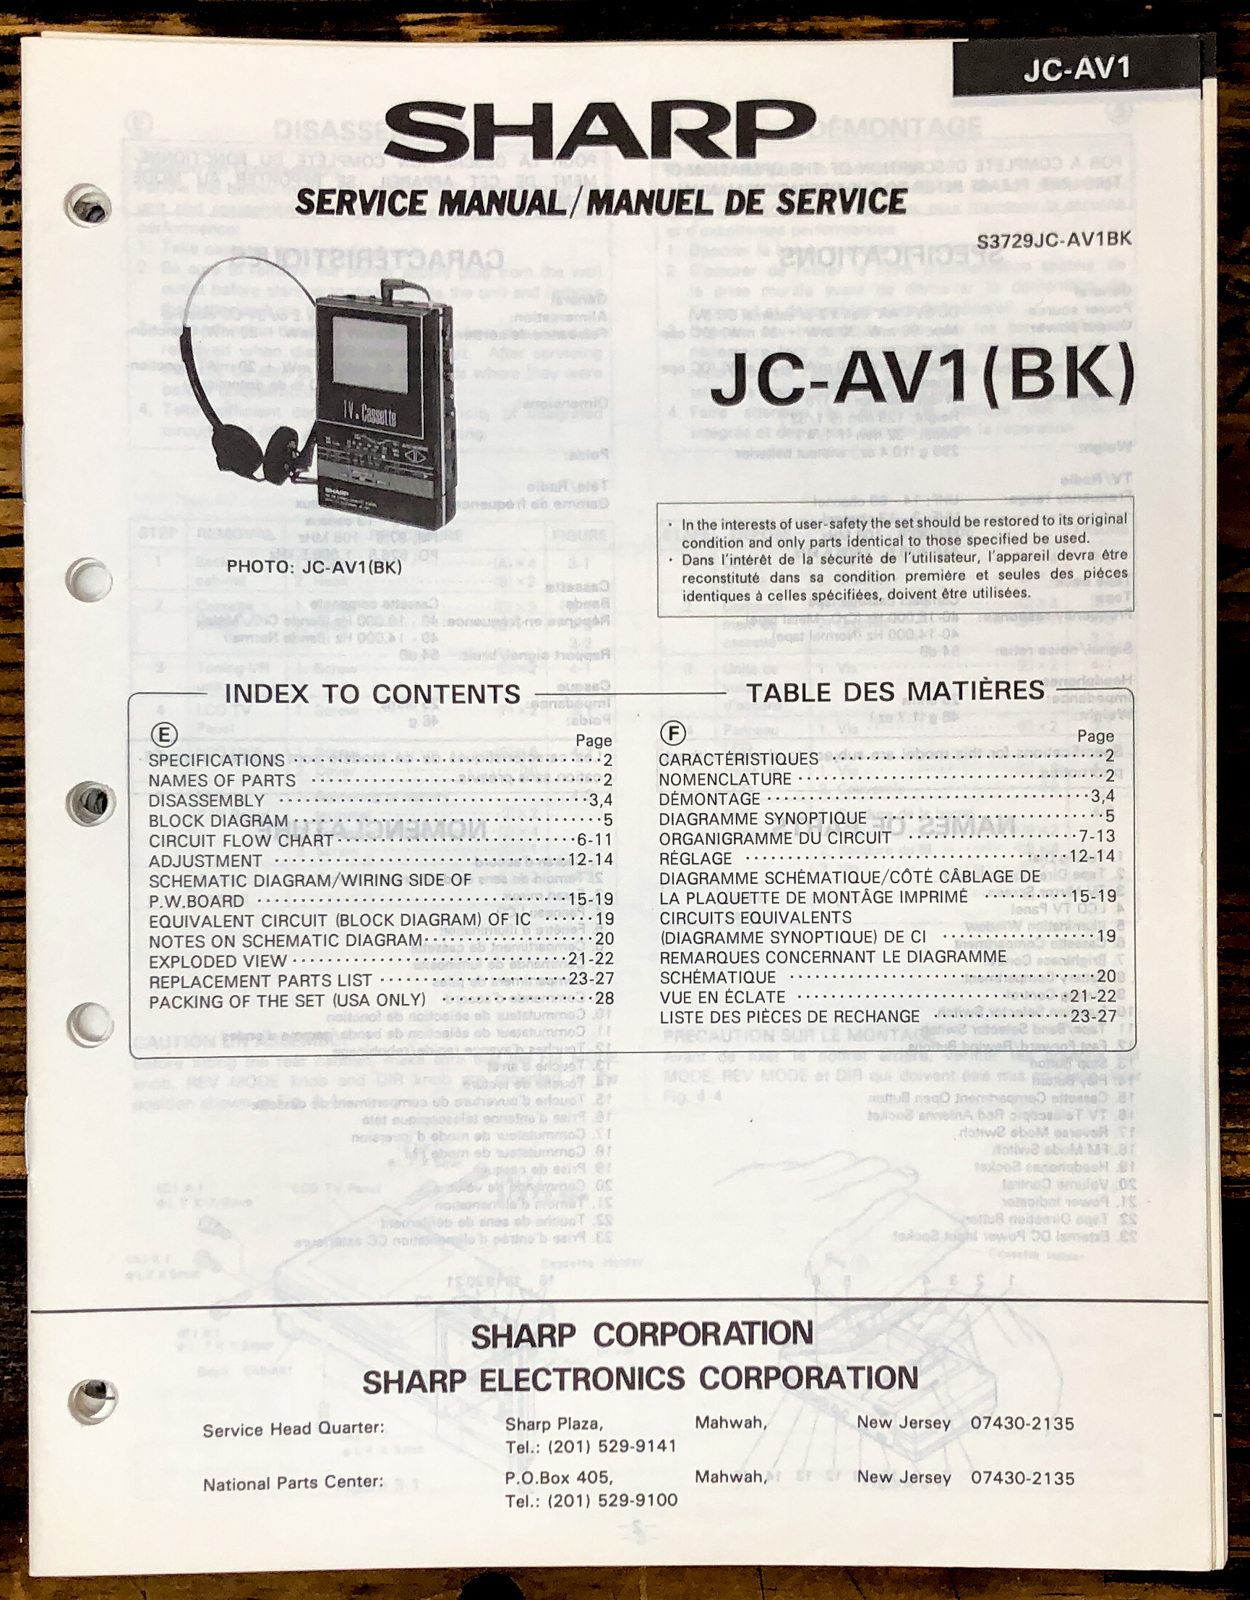 JC-AV1
SHARP
SERVICE MANUAL/MANUEL DE SERVICE
S3729JC-AV1BK
JC-AV1(BK)
TV & Cassette
SHARP
PHOTO: JC-AV1(BK)
· In the interests of user-safety the set should be restored to its original
condition and only parts identical to those specified be used.
· Dans l'intérêt de la sécurité de l'utilisateur, l'appareil devra être
reconstitué dans sa condition première et seules des pièces
identiques à celles spécifiées, doivent être utilisées.
INDEX TO CONTENTS
Ⓔ
Page
SPECIFICATIONS ·································· 2
NAMES OF PARTS ·································· 2
DISASSEMBLY ·································· 3,4
BLOCK DIAGRAM ·································· 5
CIRCUIT FLOW CHART ·························· 6-11
ADJUSTMENT ·································· 12-14
SCHEMATIC DIAGRAM/WIRING SIDE OF
P.W.BOARD ·································· 15-19
EQUIVALENT CIRCUIT (BLOCK DIAGRAM) OF IC ····· 19
NOTES ON SCHEMATIC DIAGRAM ··················· 20
EXPLODED VIEW ······························ 21-22
REPLACEMENT PARTS LIST ····················· 23-27
PACKING OF THE SET (USA ONLY) ················· 28
TABLE DES MATIÈRES
Ⓕ
Page
CARACTÉRISTIQUES ······························ 2
NOMENCLATURE ·································· 2
DÉMONTAGE ·································· 3,4
DIAGRAMME SYNOPTIQUE ·························· 5
ORGANIGRAMME DU CIRCUIT ····················· 7-13
RÉGLAGE ·································· 12-14
DIAGRAMME SCHÉMATIQUE/CÔTÉ CÂBLAGE DE
LA PLAQUETTE DE MONTÂGE IMPRIMÉ ··········· 15-19
CIRCUITS EQUIVALENTS
(DIAGRAMME SYNOPTIQUE) DE CI ················· 19
REMARQUES CONCERNANT LE DIAGRAMME
SCHÉMATIQUE ·································· 20
VUE EN ÉCLATE ······························ 21-22
LISTE DES PIÈCES DE RECHANGE ··············· 23-27
SHARP CORPORATION
SHARP ELECTRONICS CORPORATION
Service Head Quarter: Sharp Plaza, Mahwah, New Jersey 07430-2135
Tel.: (201) 529-9141
National Parts Center: P.O.Box 405, Mahwah, New Jersey 07430-2135
Tel.: (201) 529-9100